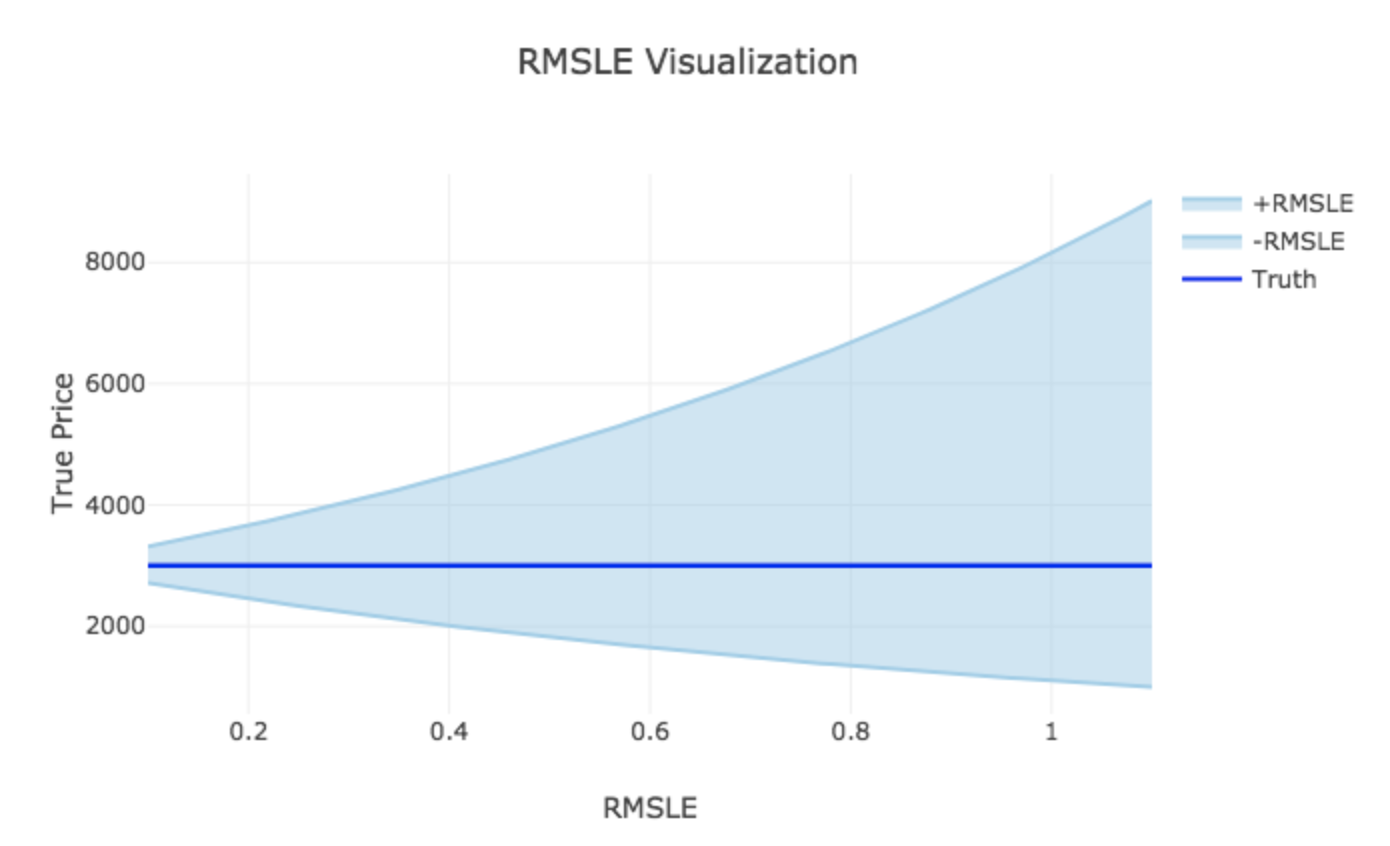 RMSLE Visualization
+RMSLE
-RMSLE
Truth
True Price
8000
6000
4000
2000
0.2 0.4 0.6 0.8 1
RMSLE